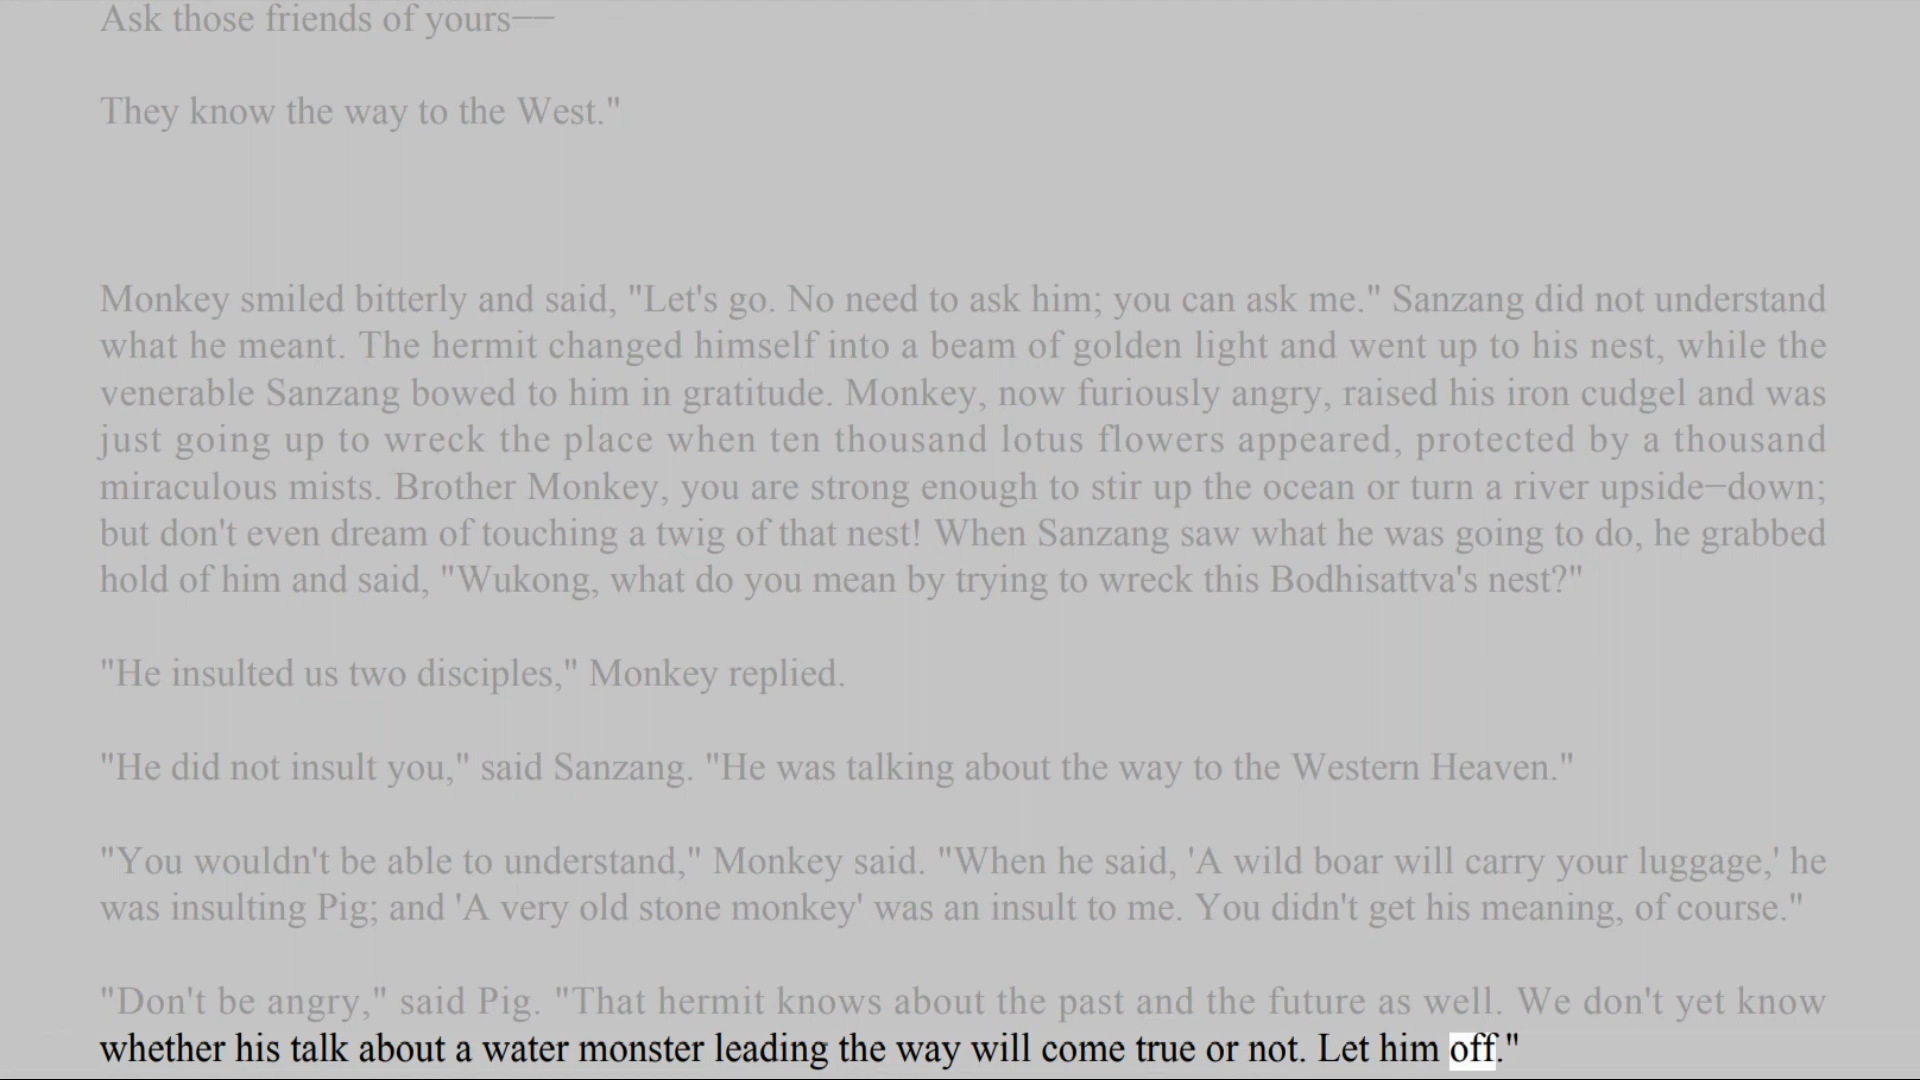 Ask those friends of yours−−
They know the way to the West."
Monkey smiled bitterly and said, "Let's go. No need to ask him; you can ask me." Sanzang did not understand
what he meant. The hermit changed himself into a beam of golden light and went up to his nest, while the
venerable Sanzang bowed to him in gratitude. Monkey, now furiously angry, raised his iron cudgel and was
just going up to wreck the place when ten thousand lotus flowers appeared, protected by a thousand
miraculous mists. Brother Monkey, you are strong enough to stir up the ocean or turn a river upside−down;
but don't even dream of touching a twig of that nest! When Sanzang saw what he was going to do, he grabbed
hold of him and said, "Wukong, what do you mean by trying to wreck this Bodhisattva's nest?"
"He insulted us two disciples," Monkey replied.
"He did not insult you," said Sanzang. "He was talking about the way to the Western Heaven."
"You wouldn't be able to understand," Monkey said. "When he said, 'A wild boar will carry your luggage,' he
was insulting Pig; and 'A very old stone monkey' was an insult to me. You didn't get his meaning, of course."
"Don't be angry," said Pig. "That hermit knows about the past and the future as well. We don't yet know
whether his talk about a water monster leading the way will come true or not. Let him off."